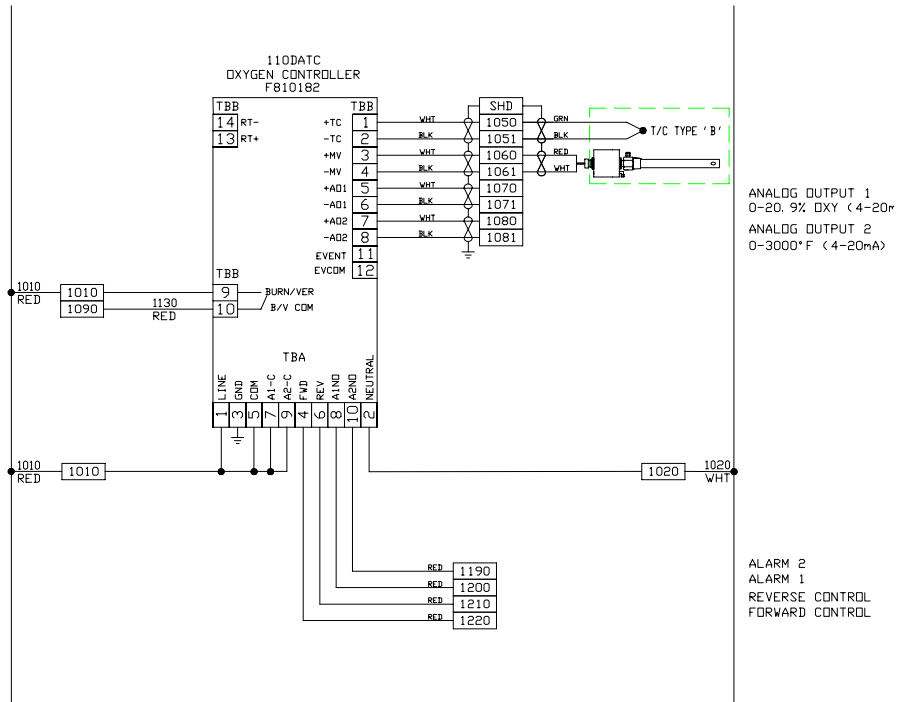 110DATC
OXYGEN CONTROLLER
F810182
TBB TBB SHD
14 RT- +TC 1 WHT 1050 GRN
13 RT+ -TC 2 BLK 1051 BLK T/C TYPE 'B'
+MV 3 WHT 1060 RED
-MV 4 BLK 1061 WHT
+AO1 5 WHT 1070 ANALOG OUTPUT 1
-AO1 6 BLK 1071 0-20.9% OXY (4-20m
+AO2 7 WHT 1080 ANALOG OUTPUT 2
-AO2 8 BLK 1081 0-3000°F (4-20mA)
EVENT 11
EVCOM 12
TBB
1010 RED 1010 9 BURN/VER
1090 1130 RED 10 B/V COM
TBA
LINE GND COM A1-C A2-C FWD REV A1NO A2NO NEUTRAL
1 3 5 7 9 4 6 8 10 2
1010 RED 1010 1020 1020 WHT
RED 1190 ALARM 2
RED 1200 ALARM 1
RED 1210 REVERSE CONTROL
RED 1220 FORWARD CONTROL